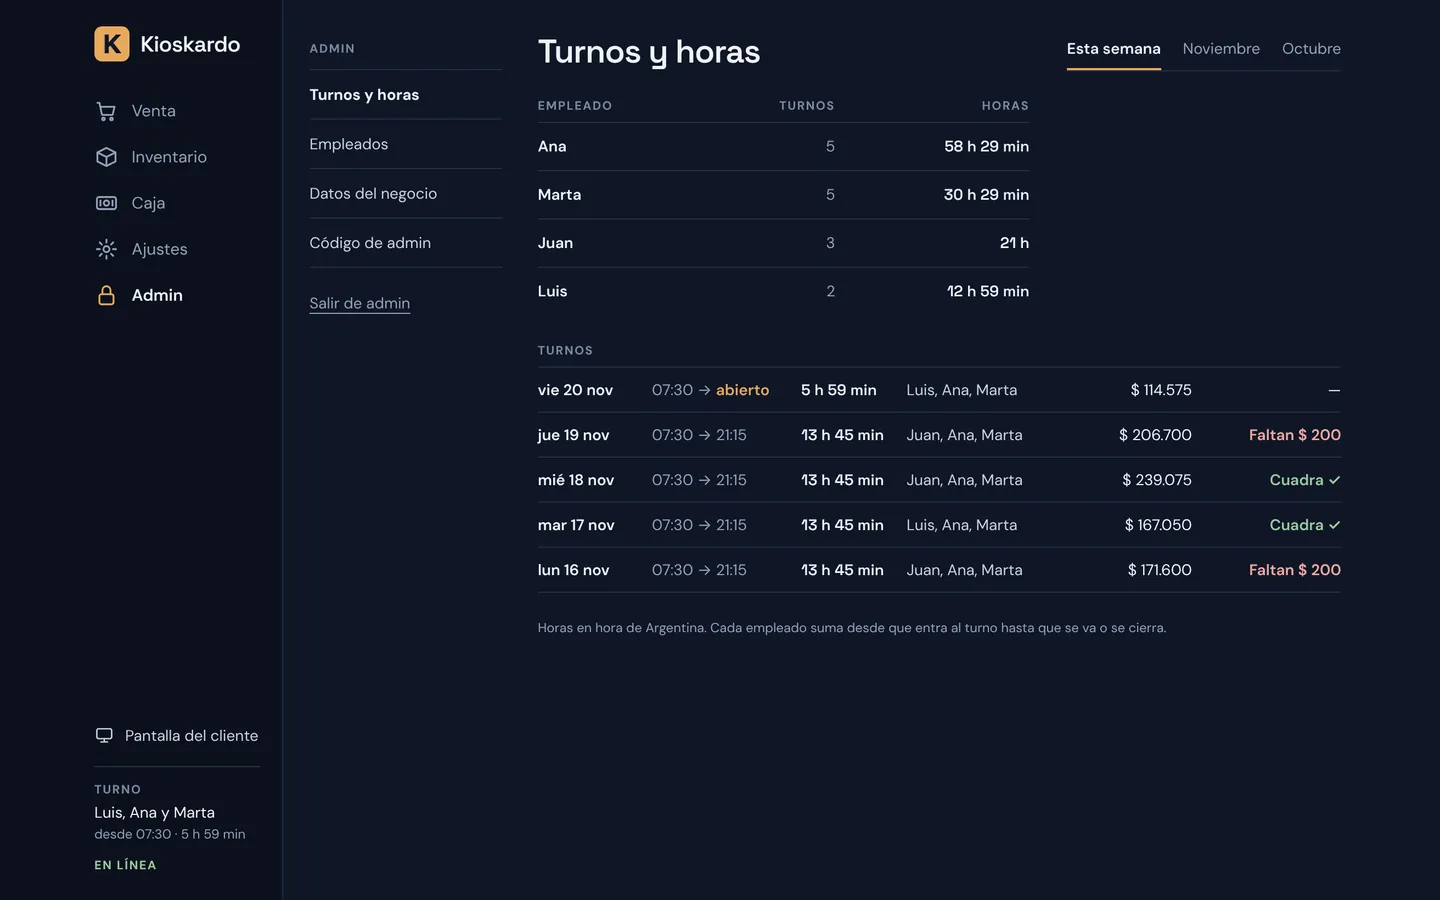 K Kioskardo
Venta
Inventario
Caja
Ajustes
Admin
Pantalla del cliente
TURNO
Luis, Ana y Marta
desde 07:30 · 5 h 59 min
EN LÍNEA
ADMIN
Turnos y horas
Empleados
Datos del negocio
Código de admin
Salir de admin
Turnos y horas
Esta semana Noviembre Octubre
EMPLEADO TURNOS HORAS
Ana 5 58 h 29 min
Marta 5 30 h 29 min
Juan 3 21 h
Luis 2 12 h 59 min
TURNOS
vie 20 nov 07:30 → abierto 5 h 59 min Luis, Ana, Marta $ 114.575 —
jue 19 nov 07:30 → 21:15 13 h 45 min Juan, Ana, Marta $ 206.700 Faltan $ 200
mié 18 nov 07:30 → 21:15 13 h 45 min Juan, Ana, Marta $ 239.075 Cuadra ✓
mar 17 nov 07:30 → 21:15 13 h 45 min Luis, Ana, Marta $ 167.050 Cuadra ✓
lun 16 nov 07:30 → 21:15 13 h 45 min Juan, Ana, Marta $ 171.600 Faltan $ 200
Horas en hora de Argentina. Cada empleado suma desde que entra al turno hasta que se va o se cierra.